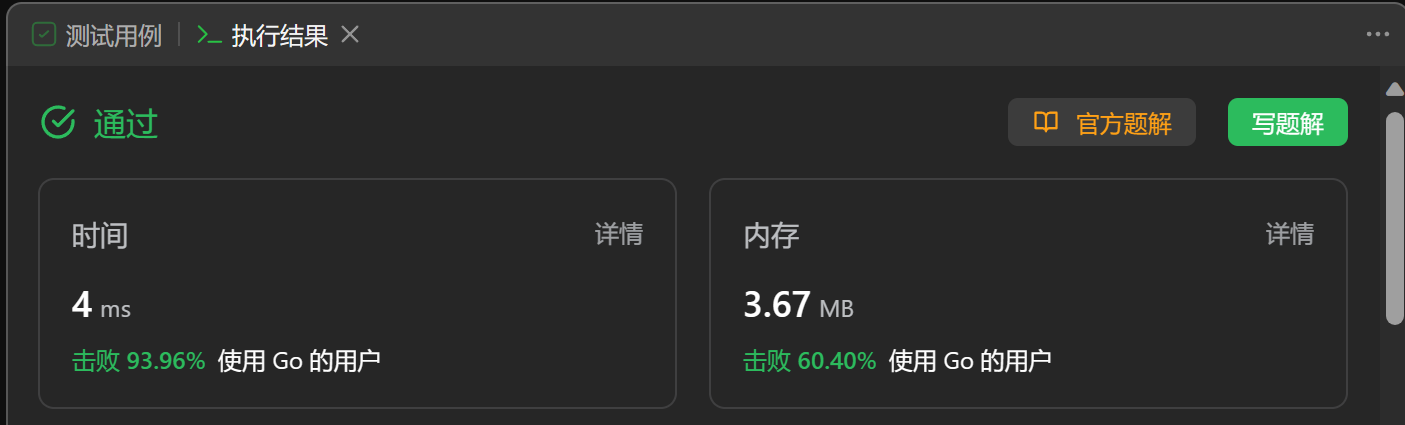 测试用例 执行结果
通过 官方题解 写题解
时间 详情
4 ms
击败 93.96% 使用 Go 的用户
内存 详情
3.67 MB
击败 60.40% 使用 Go 的用户